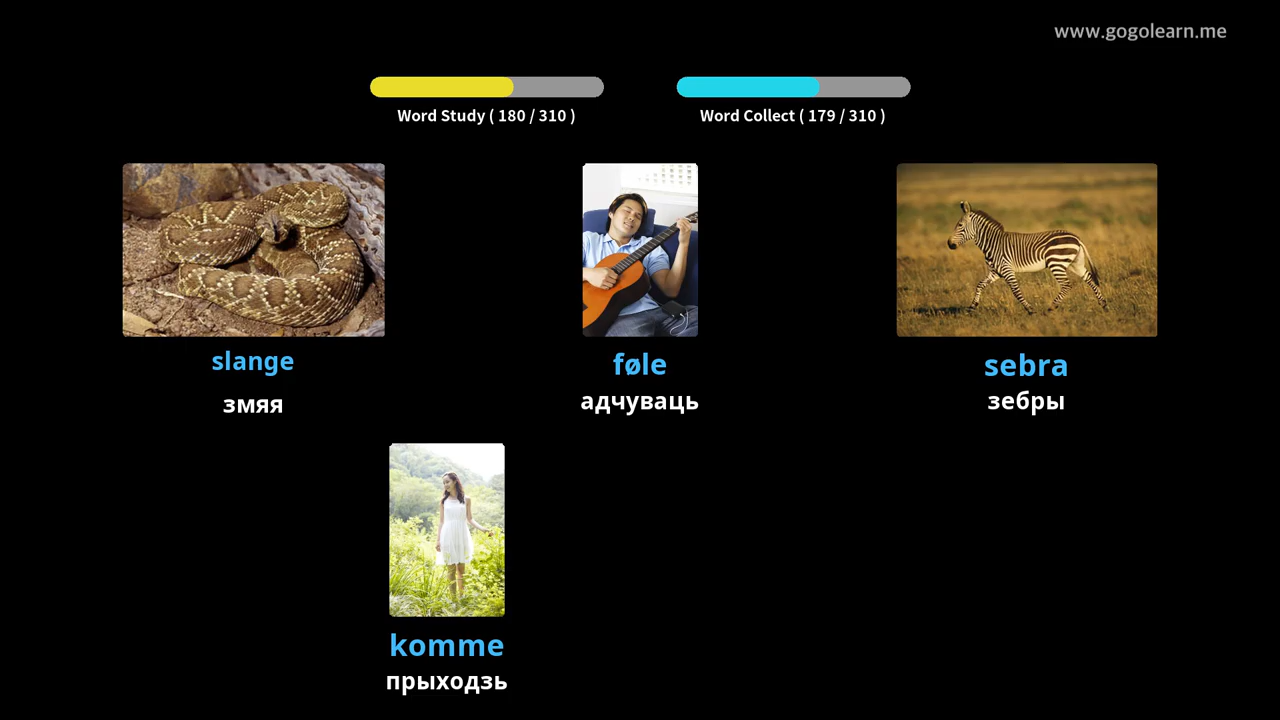 www.gogolearn.me
Word Study ( 180 / 310 )
Word Collect ( 179 / 310 )
slange
føle
sebra
змяя
адчуваць
зебры
komme
прыходзь